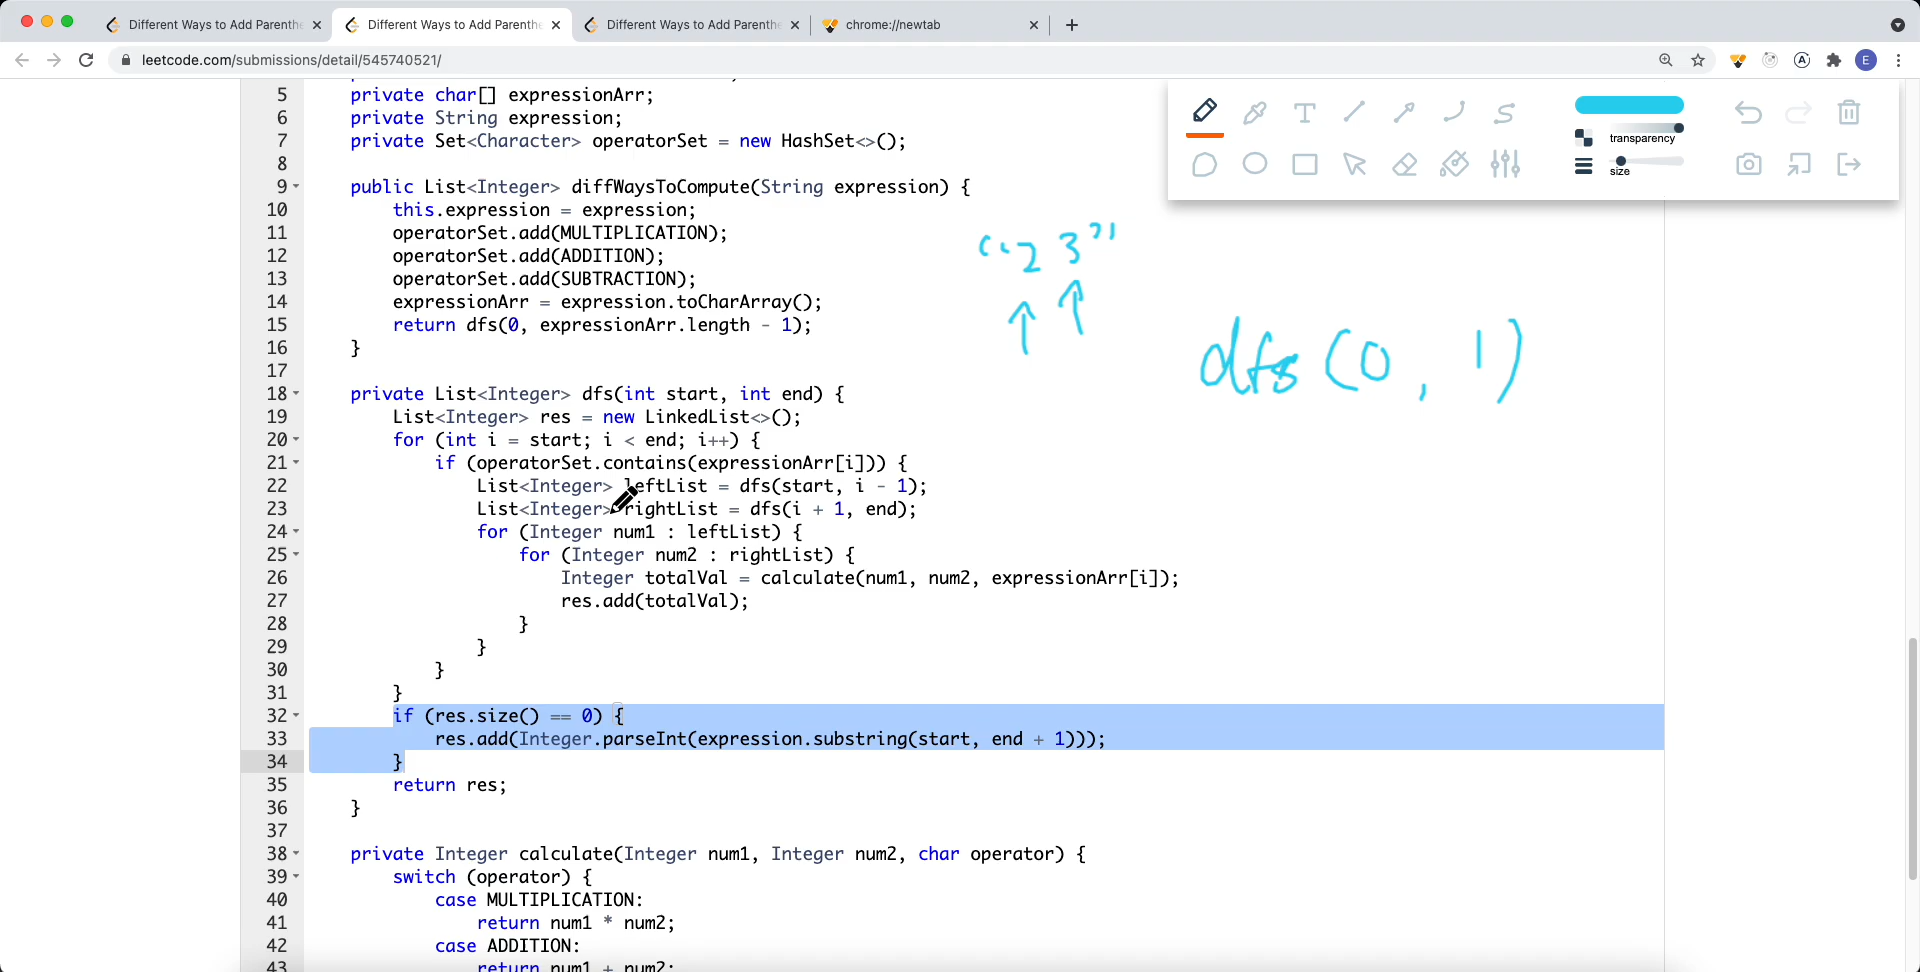 Different Ways to Add Parenthe
Different Ways to Add Parenthe
Different Ways to Add Parenthe
chrome://newtab
leetcode.com/submissions/detail/545740521/
E
transparency
size
5 private char[] expressionArr;
6 private String expression;
7 private Set<Character> operatorSet = new HashSet<>();
8
9 public List<Integer> diffWaysToCompute(String expression) {
10 this.expression = expression;
11 operatorSet.add(MULTIPLICATION);
12 operatorSet.add(ADDITION);
13 operatorSet.add(SUBTRACTION);
14 expressionArr = expression.toCharArray();
15 return dfs(0, expressionArr.length - 1);
16 }
17
18 private List<Integer> dfs(int start, int end) {
19 List<Integer> res = new LinkedList<>();
20 for (int i = start; i < end; i++) {
21 if (operatorSet.contains(expressionArr[i])) {
22 List<Integer> leftList = dfs(start, i - 1);
23 List<Integer> rightList = dfs(i + 1, end);
24 for (Integer num1 : leftList) {
25 for (Integer num2 : rightList) {
26 Integer totalVal = calculate(num1, num2, expressionArr[i]);
27 res.add(totalVal);
28 }
29 }
30 }
31 }
32 if (res.size() == 0) {
33 res.add(Integer.parseInt(expression.substring(start, end + 1)));
34 }
35 return res;
36 }
37
38 private Integer calculate(Integer num1, Integer num2, char operator) {
39 switch (operator) {
40 case MULTIPLICATION:
41 return num1 * num2;
42 case ADDITION:
43 return num1 + num2;
"2 3"
dfs (0, 1)